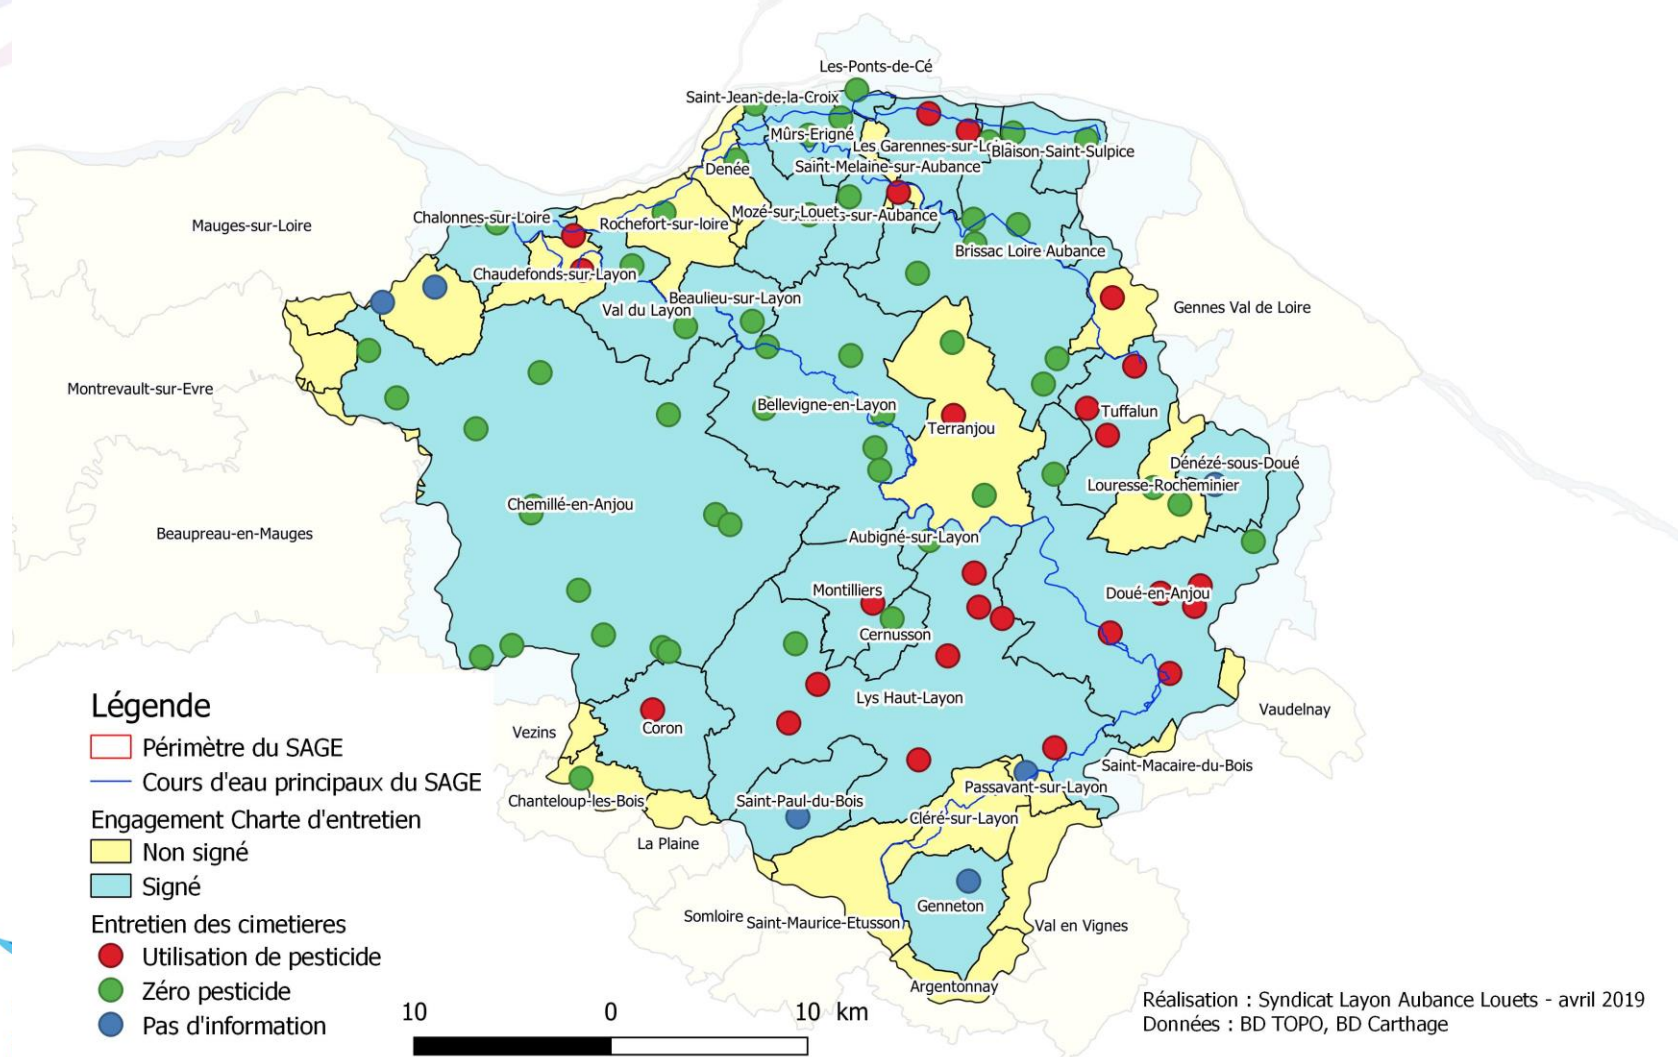 Les-Ponts-de-Cé
Saint-Jean-de-la-Croix
Mûrs-Erigné
Les Garennes-sur-Lo
Blaison-Saint-Sulpice
Denée
Saint-Melaine-sur-Aubance
Mauges-sur-Loire
Chalonnes-sur-Loire
Rochefort-sur-loire
Mozé-sur-Louet
s-sur-Aubance
Brissac Loire Aubance
Chaudefonds-sur-Layon
Beaulieu-sur-Layon
Val du Layon
Gennes Val de Loire
Montrevault-sur-Evre
Bellevigne-en-Layon
Terranjou
Tuffalun
Dénézé-sous-Doué
Louresse-Rocheminier
Chemillé-en-Anjou
Beaupreau-en-Mauges
Aubigné-sur-Layon
Montilliers
Doué-en-Anjou
Cernusson
Lys Haut-Layon
Vaudelnay
Vezins
Coron
Saint-Macaire-du-Bois
Passavant-sur-Layon
Chanteloup-les-Bois
Saint-Paul-du-Bois
Cléré-sur-Layon
La Plaine
Genneton
Somloire
Saint-Maurice-Etusson
Val en Vignes
Argentonnay
Légende
Périmètre du SAGE
Cours d'eau principaux du SAGE
Engagement Charte d'entretien
Non signé
Signé
Entretien des cimetieres
Utilisation de pesticide
Zéro pesticide
Pas d'information
10 0 10 km
Réalisation : Syndicat Layon Aubance Louets - avril 2019
Données : BD TOPO, BD Carthage